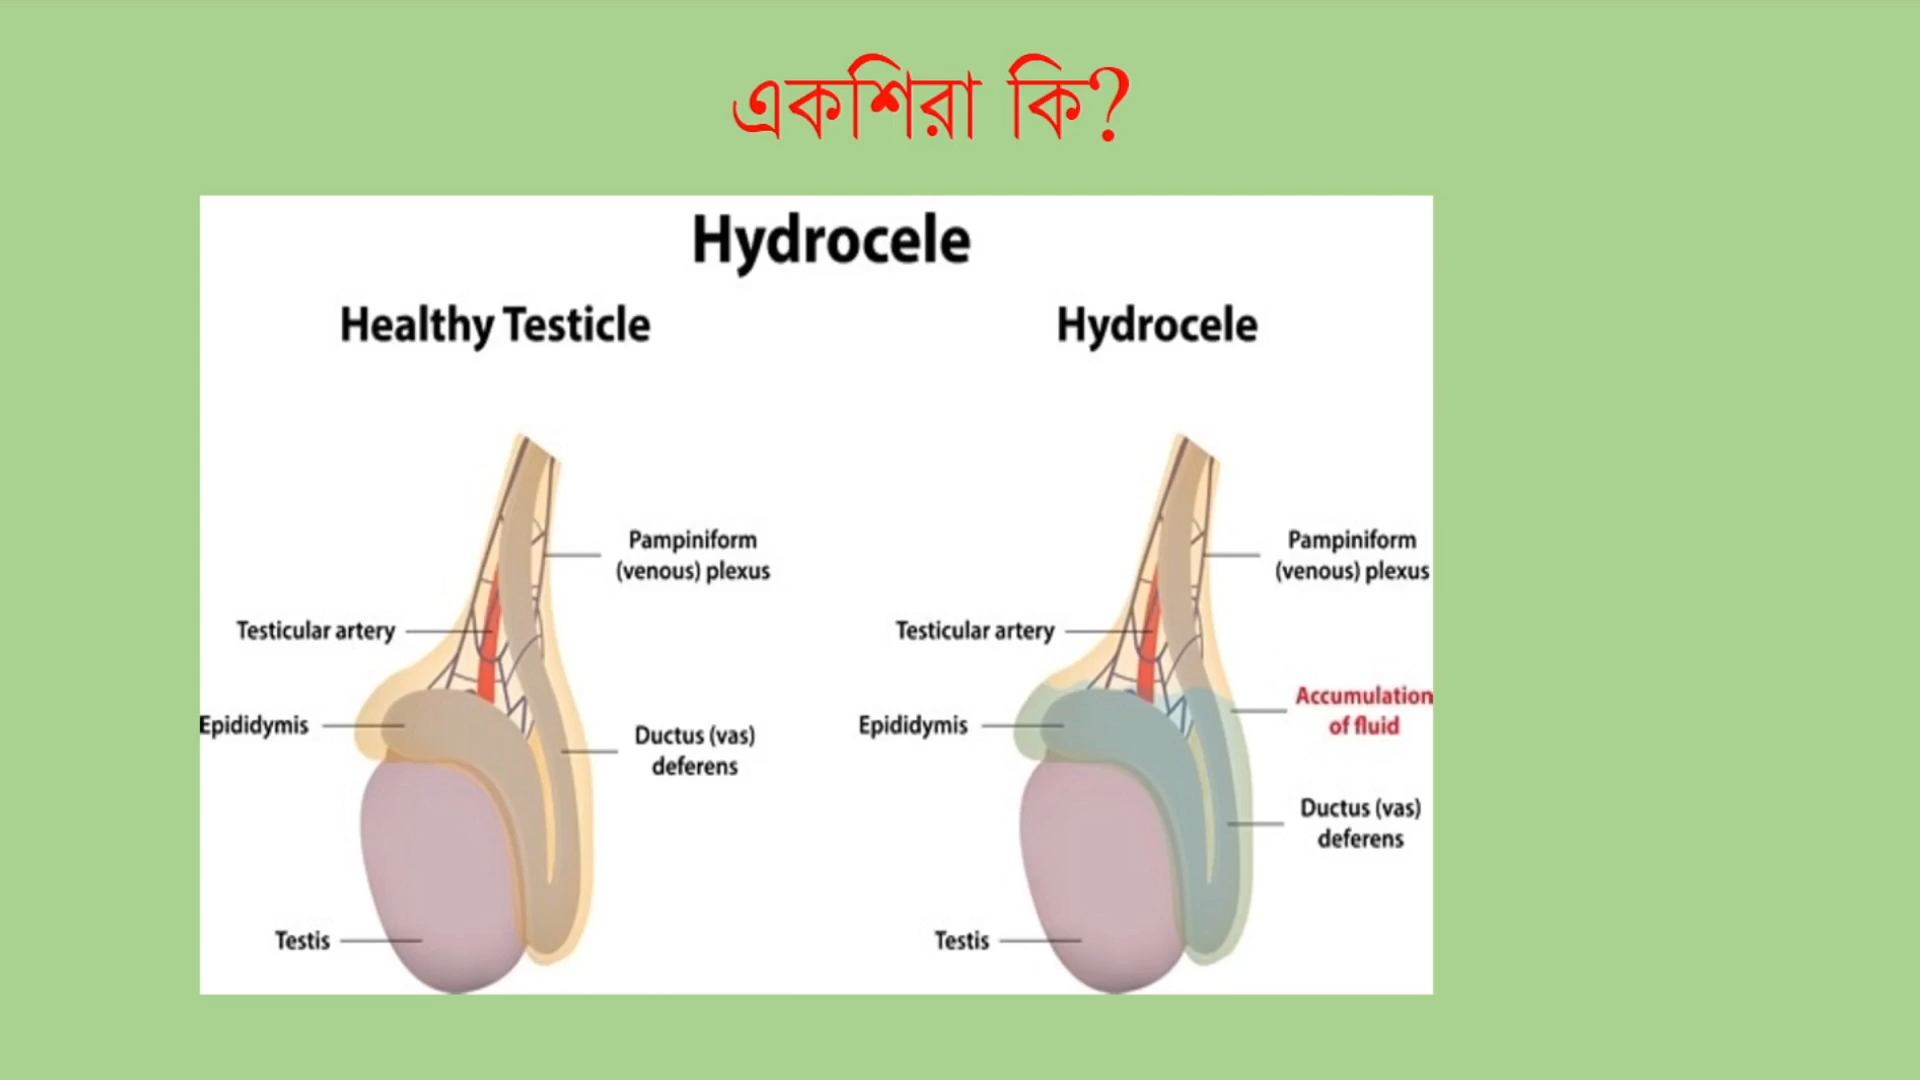 একশিরা কি?
Hydrocele
Healthy Testicle
Hydrocele
Pampiniform
(venous) plexus
Testicular artery
Epididymis
Ductus (vas)
deferens
Testis
Pampiniform
(venous) plexus
Testicular artery
Accumulation
of fluid
Epididymis
Ductus (vas)
deferens
Testis